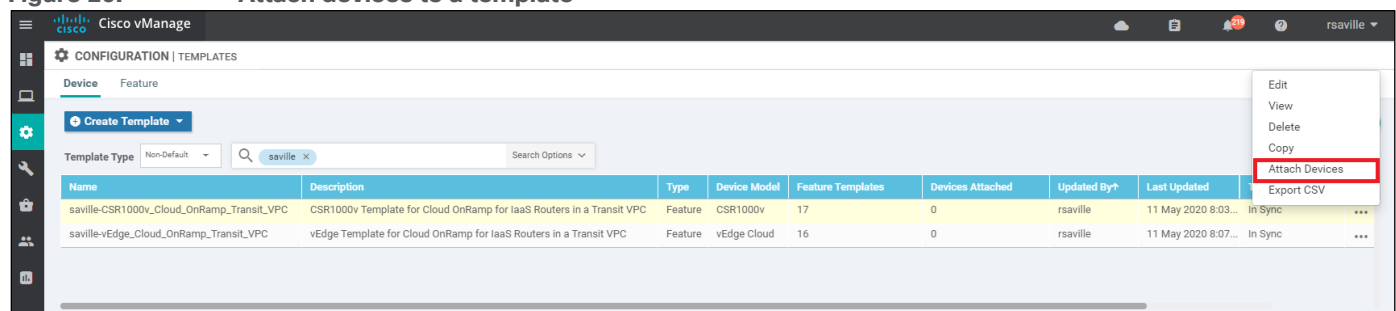 Figure 20. Attach devices to a template
cisco Cisco vManage 219 rsaville
CONFIGURATION | TEMPLATES
Device Feature
Edit
View
Create Template
Delete
Copy
Template Type Non-Default saville × Search Options
Attach Devices
Name Description Type Device Model Feature Templates Devices Attached Updated By↑ Last Updated
Export CSV
saville-CSR1000v_Cloud_OnRamp_Transit_VPC CSR1000v Template for Cloud OnRamp for IaaS Routers in a Transit VPC Feature CSR1000v 17 0 rsaville 11 May 2020 8:03... In Sync ...
saville-vEdge_Cloud_OnRamp_Transit_VPC vEdge Template for Cloud OnRamp for IaaS Routers in a Transit VPC Feature vEdge Cloud 16 0 rsaville 11 May 2020 8:07... In Sync ...